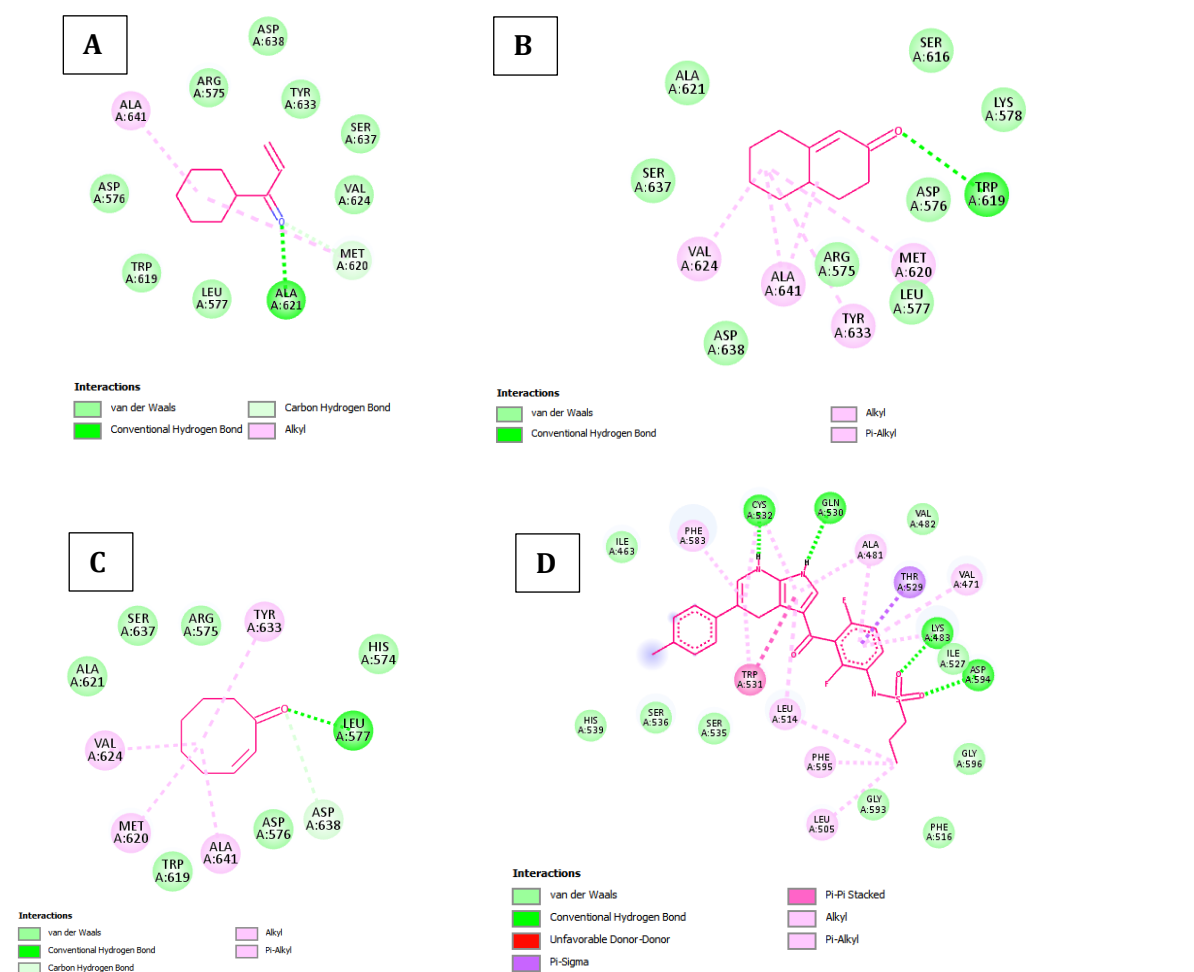 A
ASP
A:638
ARG
A:575
TYR
A:633
ALA
A:641
SER
A:637
ASP
A:576
VAL
A:624
O
MET
A:620
TRP
A:619
LEU
A:577
ALA
A:621
Interactions
van der Waals
Conventional Hydrogen Bond
Carbon Hydrogen Bond
Alkyl
B
SER
A:616
ALA
A:621
LYS
A:578
O
SER
A:637
ASP
A:576
TRP
A:619
VAL
A:624
ALA
A:641
ARG
A:575
MET
A:620
LEU
A:577
TYR
A:633
ASP
A:638
Interactions
van der Waals
Conventional Hydrogen Bond
Alkyl
Pi-Alkyl
C
SER
A:637
ARG
A:575
TYR
A:633
HIS
A:574
ALA
A:621
O
LEU
A:577
VAL
A:624
MET
A:620
ASP
A:576
ASP
A:638
ALA
A:641
TRP
A:619
Interactions
van der Waals
Conventional Hydrogen Bond
Carbon Hydrogen Bond
Alkyl
Pi-Alkyl
D
CYS
A:532
GLN
A:530
VAL
A:482
PHE
A:583
ILE
A:463
ALA
A:481
H
H
N
N
THR
A:529
VAL
A:471
F
LYS
A:483
O
ILE
A:527
TRP
A:531
O
ASP
A:594
F
N
S
O
LEU
A:514
HIS
A:539
SER
A:536
SER
A:535
PHE
A:595
GLY
A:596
GLY
A:593
LEU
A:505
PHE
A:516
Interactions
van der Waals
Conventional Hydrogen Bond
Unfavorable Donor-Donor
Pi-Sigma
Pi-Pi Stacked
Alkyl
Pi-Alkyl